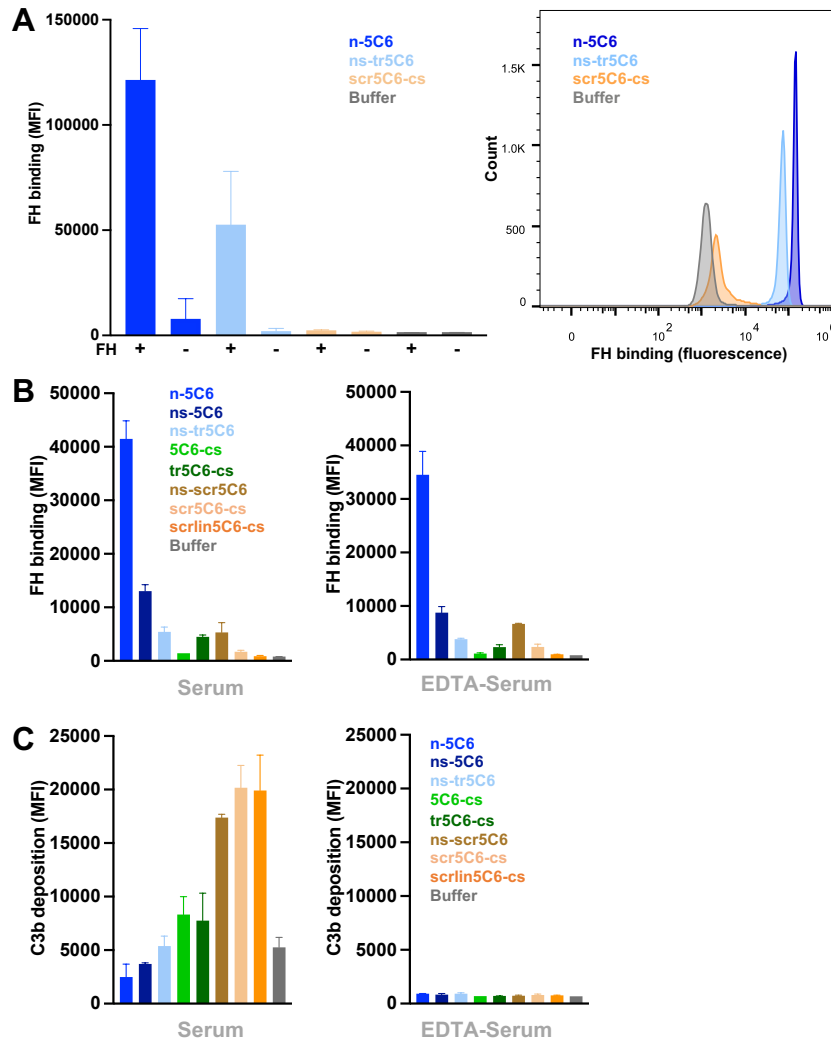 A
FH binding (MFI)
150000
100000
50000
0
n-5C6
ns-tr5C6
scr5C6-cs
Buffer
FH + - + - + - + -
Count
1.5K
1.0K
500
0
n-5C6
ns-tr5C6
scr5C6-cs
Buffer
0 10² 10⁴ 10⁶
FH binding (fluorescence)
B
FH binding (MFI)
50000
40000
30000
20000
10000
0
n-5C6
ns-5C6
ns-tr5C6
5C6-cs
tr5C6-cs
ns-scr5C6
scr5C6-cs
scrlin5C6-cs
Buffer
Serum
FH binding (MFI)
50000
40000
30000
20000
10000
0
EDTA-Serum
C
C3b deposition (MFI)
25000
20000
15000
10000
5000
0
Serum
C3b deposition (MFI)
25000
20000
15000
10000
5000
0
n-5C6
ns-5C6
ns-tr5C6
5C6-cs
tr5C6-cs
ns-scr5C6
scr5C6-cs
scrlin5C6-cs
Buffer
EDTA-Serum